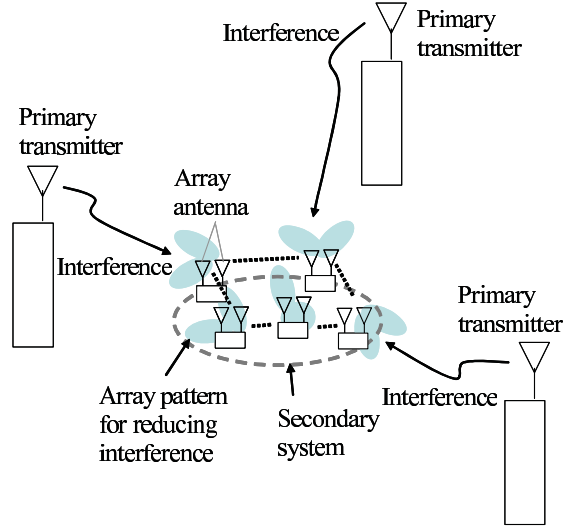 Interference
Primary
transmitter
Primary
transmitter
Array
antenna
Interference
Primary
transmitter
Interference
Array pattern
for reducing
interference
Secondary
system